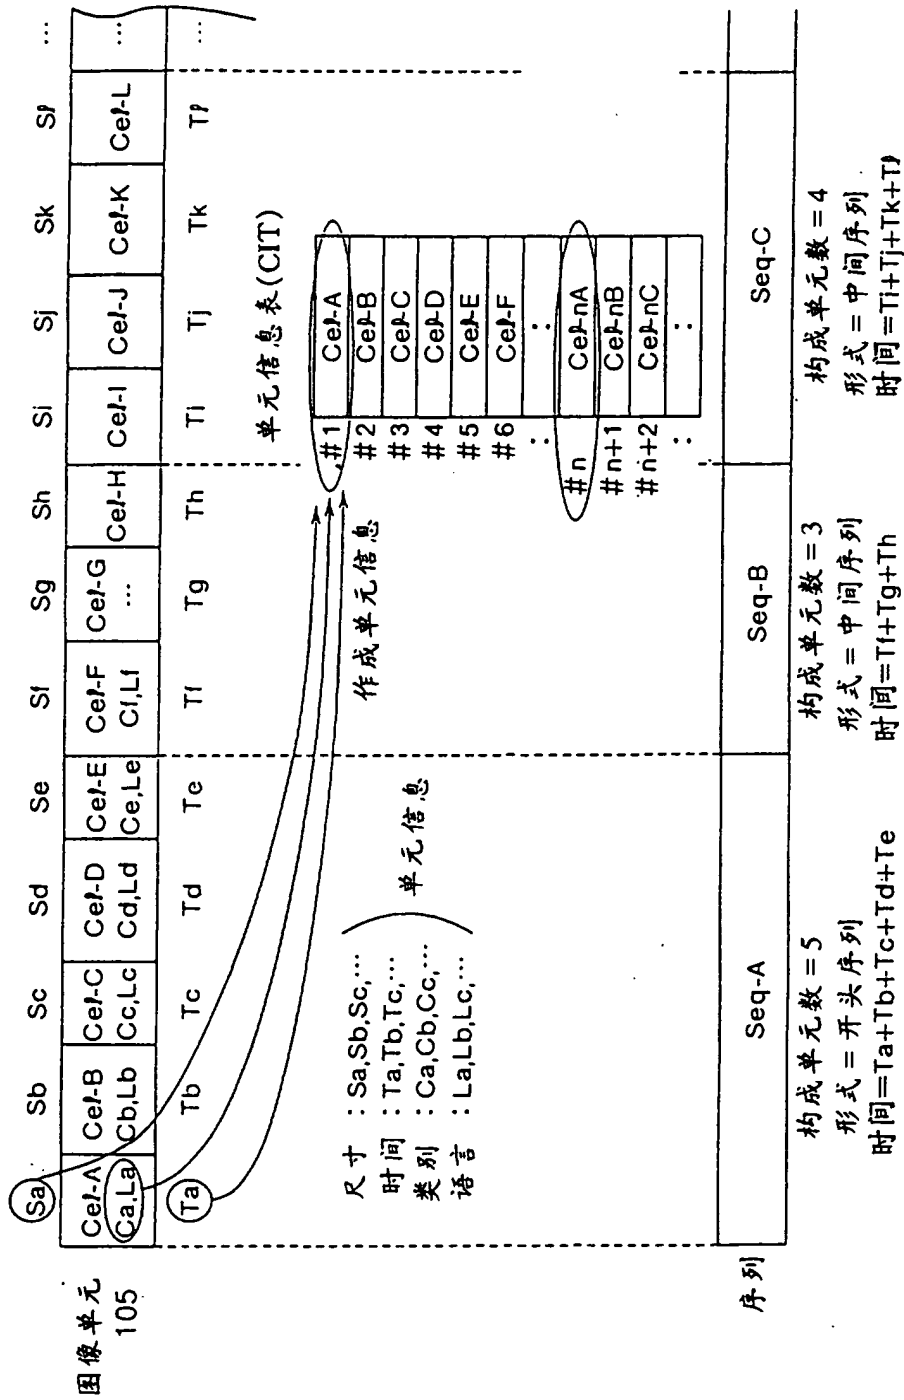 Sa Sb Sc Sd Se Sf Sg Sh Si Sj Sk Sl ...
图像单元 105
Cel-A Cel-B Cel-C Cel-D Cel-E Cel-F Cel-G Cel-H Cel-I Cel-J Cel-K Cel-L ...
Ca,La Cb,Lb Cc,Lc Cd,Ld Ce,Le Cf,Lf ...
Ta Tb Tc Td Te Tf Tg Th Ti Tj Tk Tl ...
尺寸 : Sa,Sb,Sc,...
时间 : Ta,Tb,Tc,...
类别 : Ca,Cb,Cc,...
语言 : La,Lb,Lc,...
单元信息
作成单元信息
单元信息表(CIT)
#1 Cel-A
#2 Cel-B
#3 Cel-C
#4 Cel-D
#5 Cel-E
#6 Cel-F
: :
#n Cel-nA
#n+1 Cel-nB
#n+2 Cel-nC
: :
序列 Seq-A Seq-B Seq-C
构成单元数=5
形式=开头序列
时间=Ta+Tb+Tc+Td+Te
构成单元数=3
形式=中间序列
时间=Tf+Tg+Th
构成单元数=4
形式=中间序列
时间=Ti+Tj+Tk+Tl